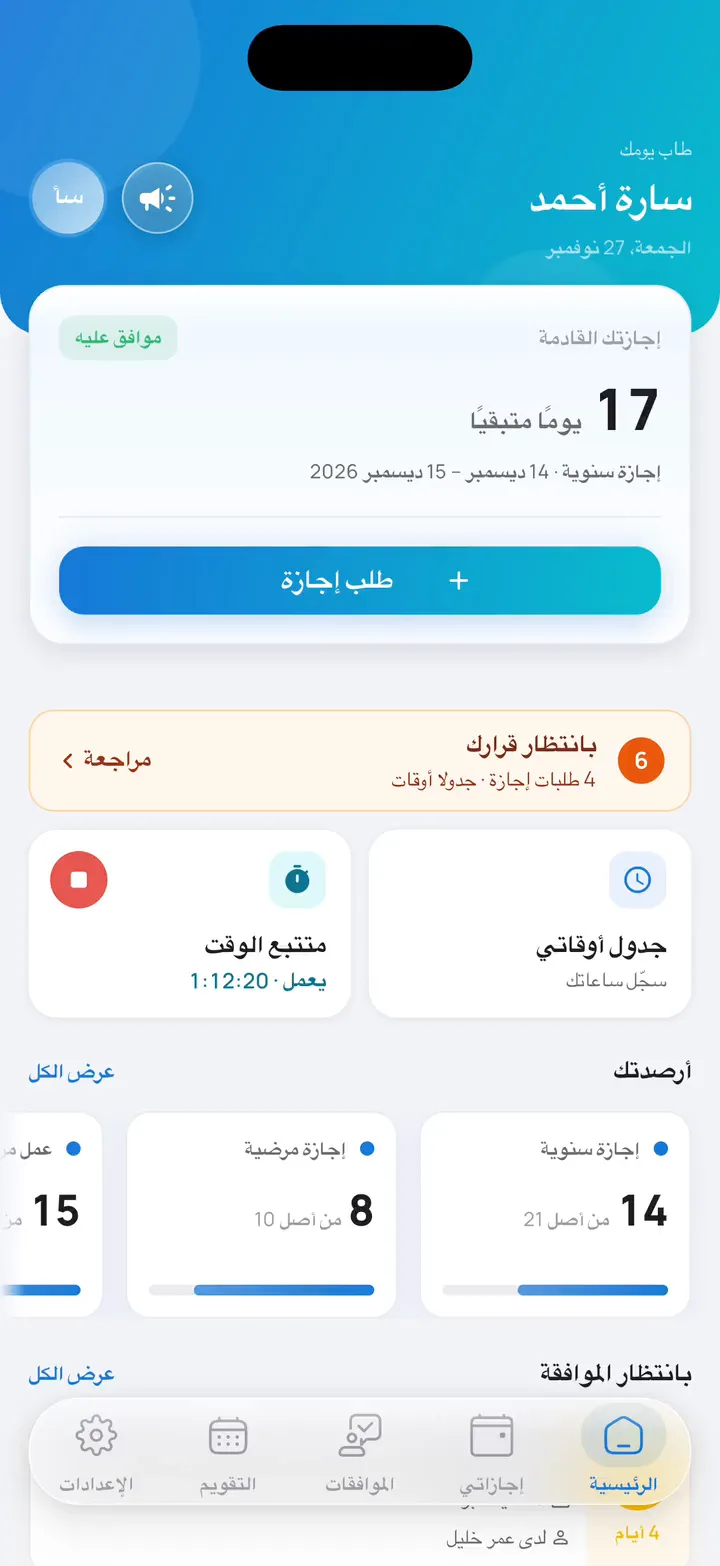 طاب يومك
سارة أحمد
سأ
الجمعة، 27 نوفمبر
إجازتك القادمة
موافق عليه
17 يومًا متبقيًا
إجازة سنوية · 14 ديسمبر – 15 ديسمبر 2026
+ طلب إجازة
6
بانتظار قرارك
4 طلبات إجازة · جدولا أوقات
مراجعة
جدول أوقاتي
سجّل ساعاتك
متتبع الوقت
يعمل · 1:12:20
أرصدتك
عرض الكل
إجازة سنوية
14 من أصل 21
إجازة مرضية
8 من أصل 10
عمل
15
بانتظار الموافقة
عرض الكل
الرئيسية
إجازاتي
الموافقات
التقويم
الإعدادات
4 أيام
لدى عمر خليل